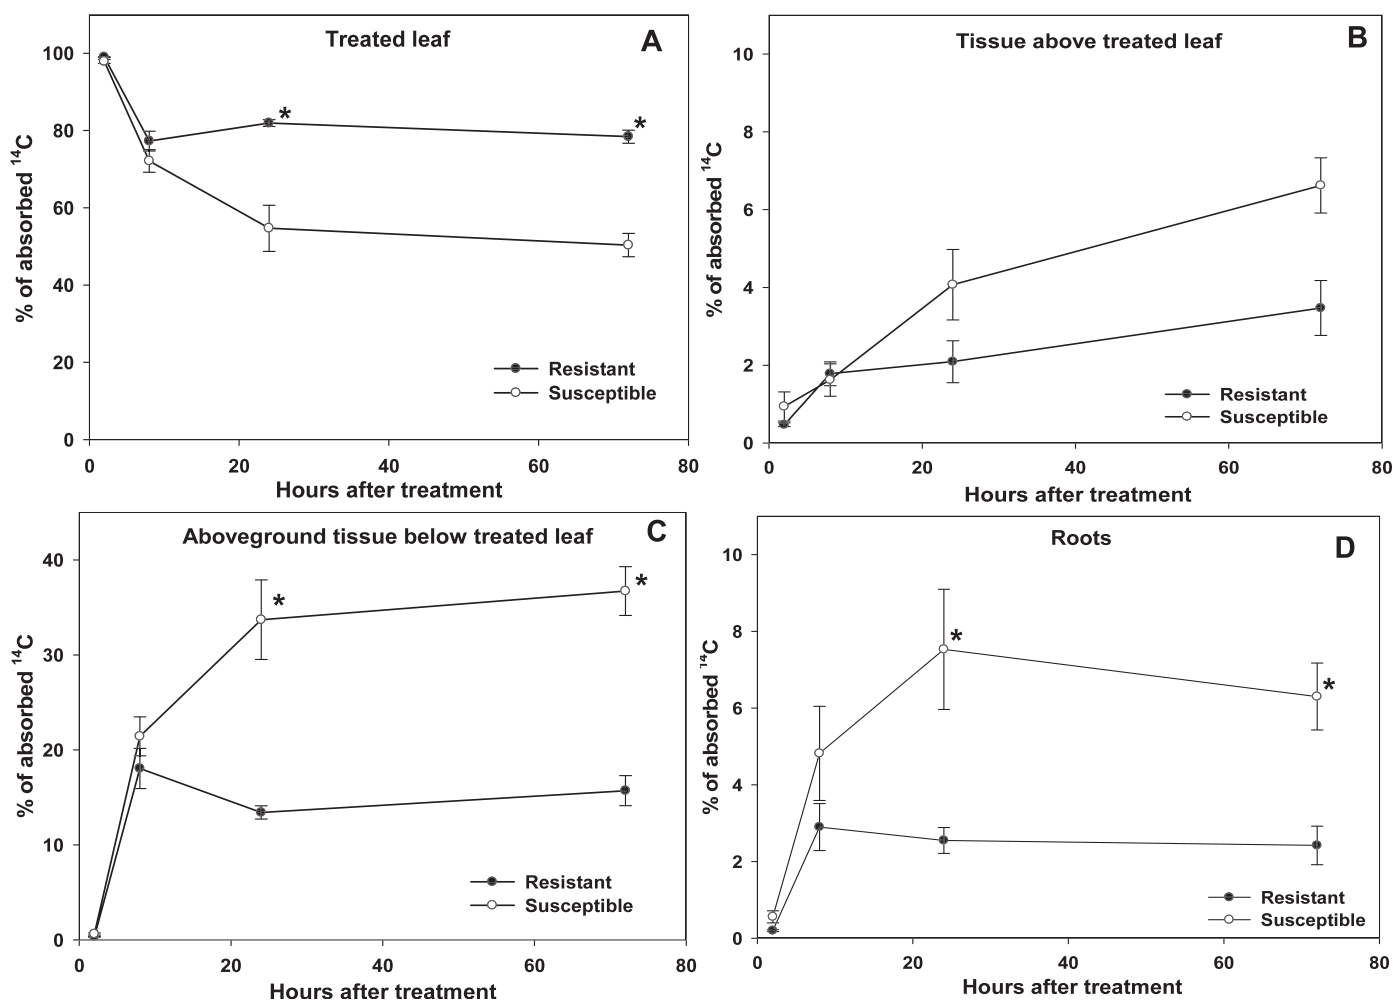 Treated leaf
A
100
80
60
40
20
0
% of absorbed ¹⁴C
Resistant
Susceptible
0 20 40 60 80
Hours after treatment
*
*
Tissue above treated leaf
B
10
8
6
4
2
0
% of absorbed ¹⁴C
Resistant
Susceptible
0 20 40 60 80
Hours after treatment
Aboveground tissue below treated leaf
C
40
30
20
10
0
% of absorbed ¹⁴C
*
*
Resistant
Susceptible
0 20 40 60 80
Hours after treatment
Roots
D
10
8
6
4
2
0
% of absorbed ¹⁴C
*
*
Resistant
Susceptible
0 20 40 60 80
Hours after treatment